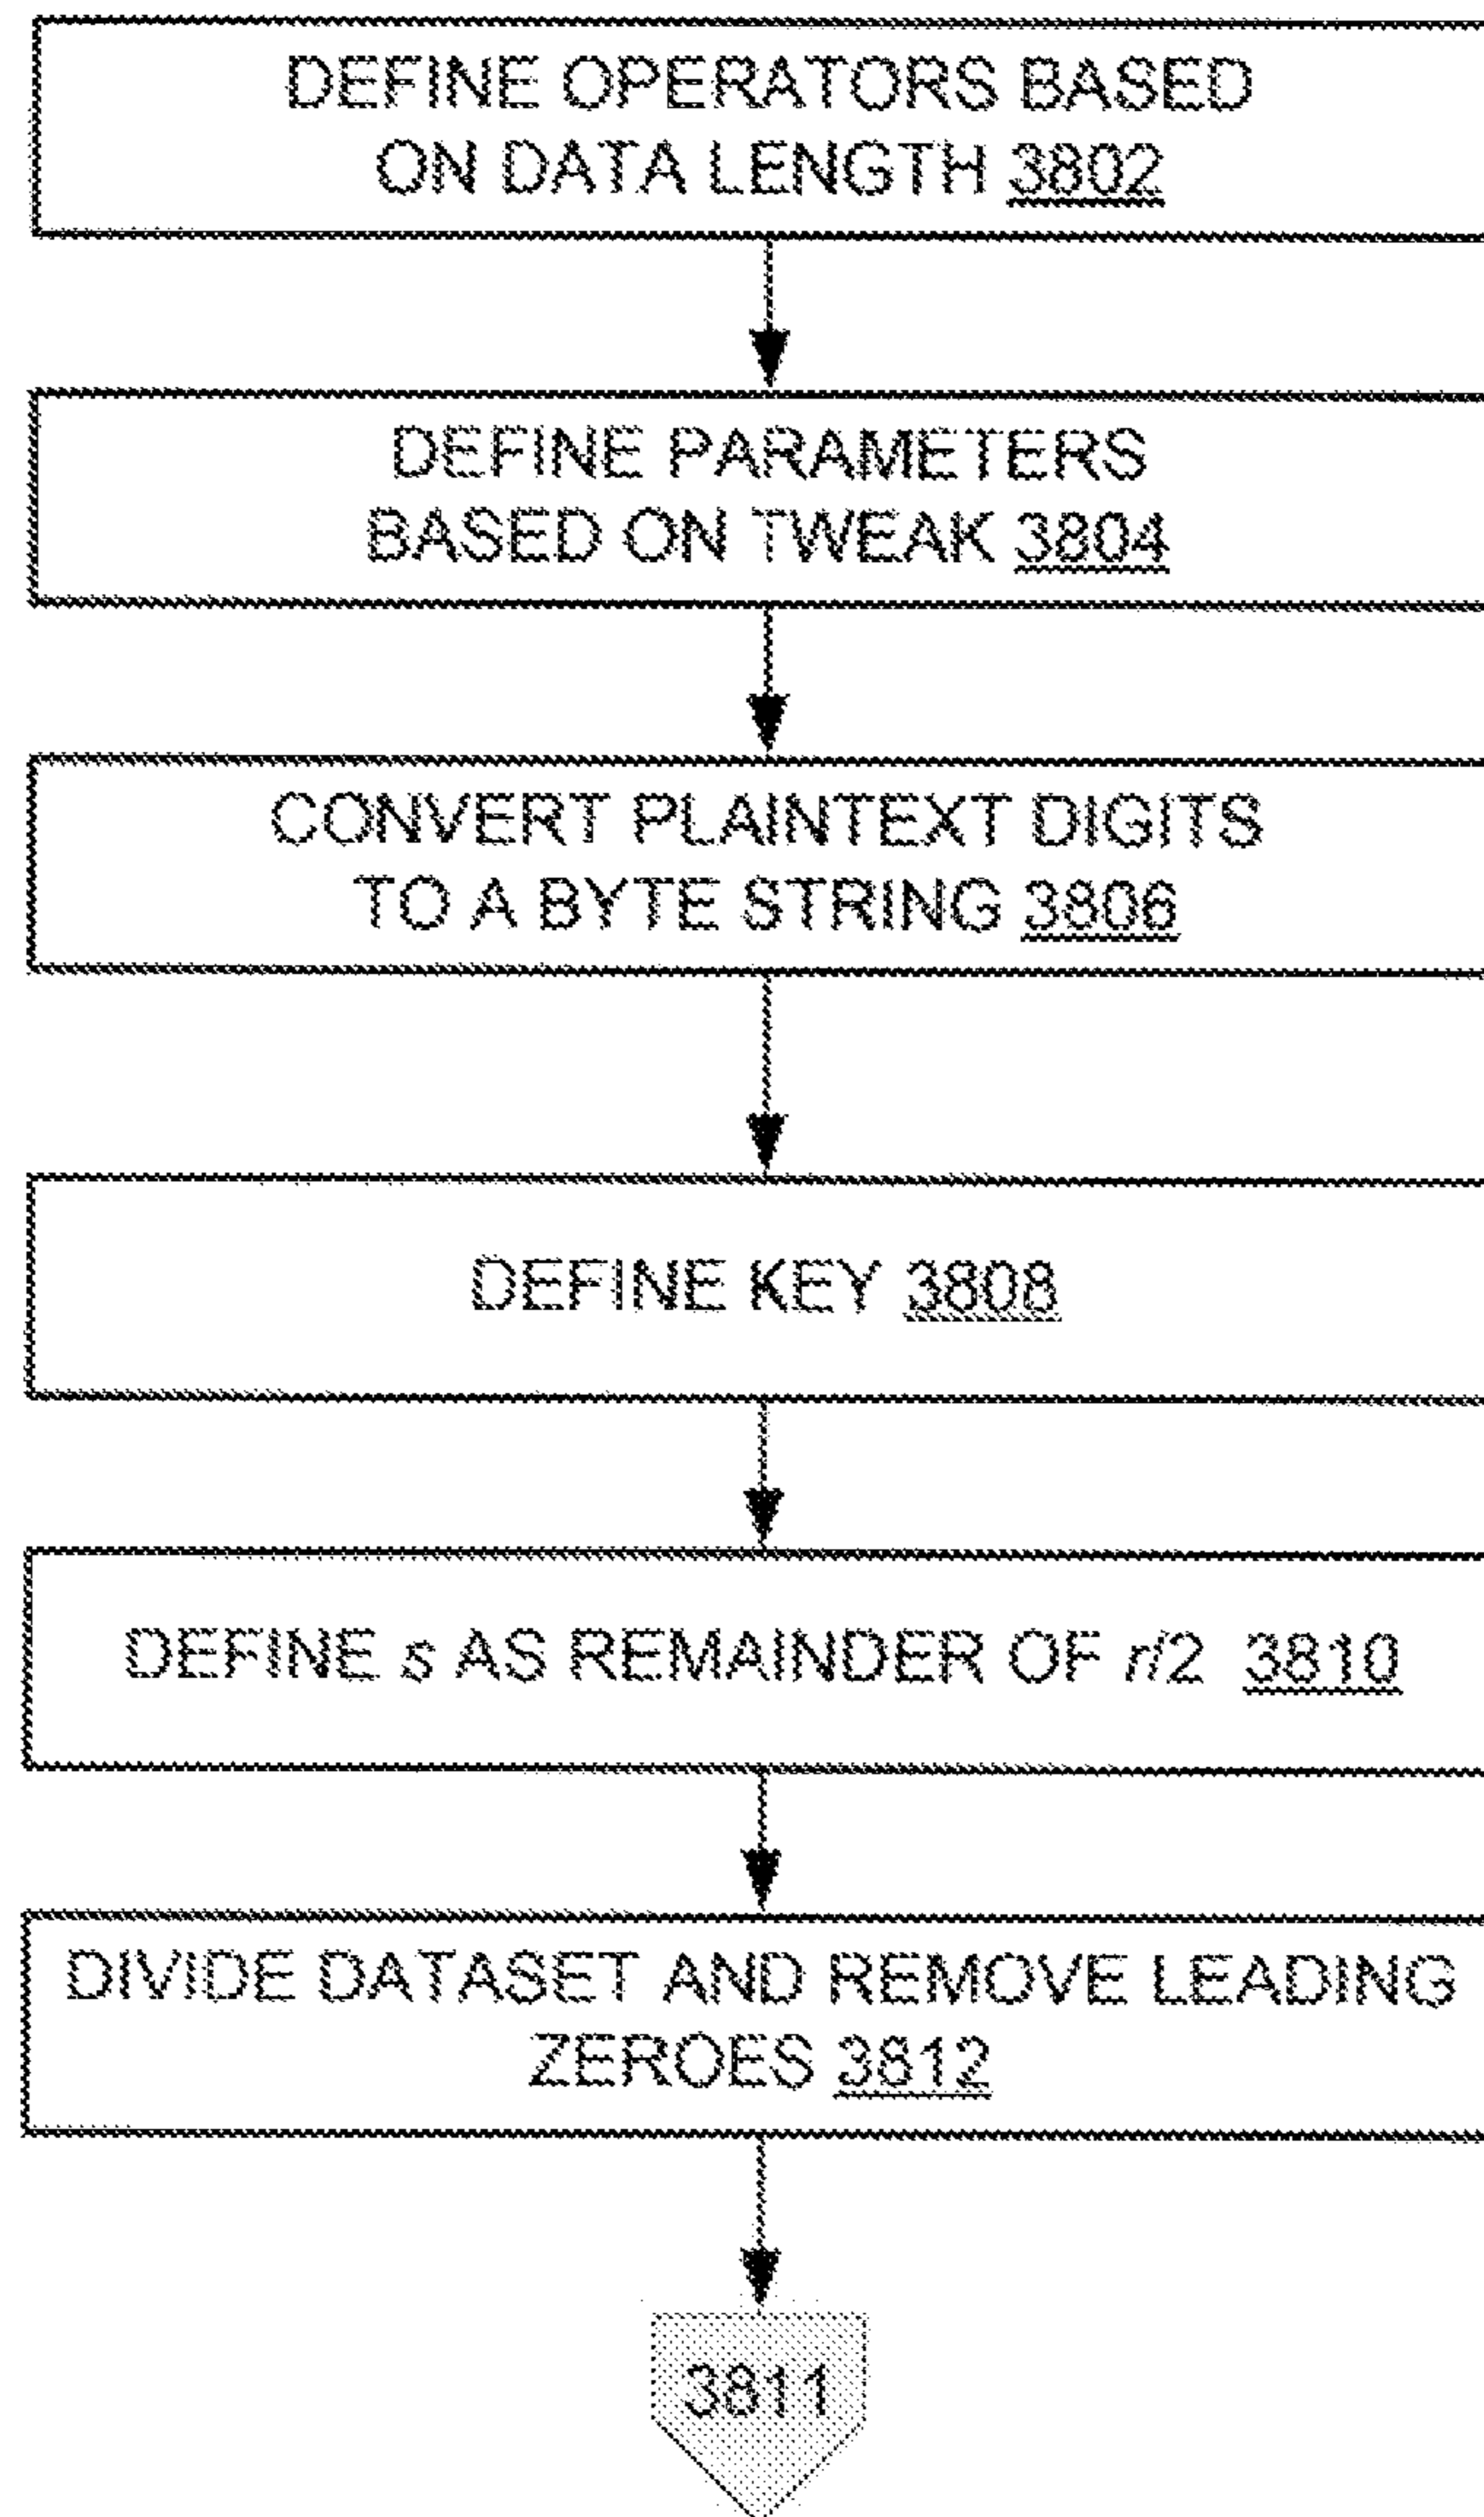 DEFINE OPERATORS BASED
ON DATA LENGTH 3802
DEFINE PARAMETERS
BASED ON TWEAK 3804
CONVERT PLAINTEXT DIGITS
TO A BYTE STRING 3806
DEFINE KEY 3808
DEFINE s AS REMAINDER OF r/2 3810
DIVIDE DATASET AND REMOVE LEADING
ZEROES 3812
3811